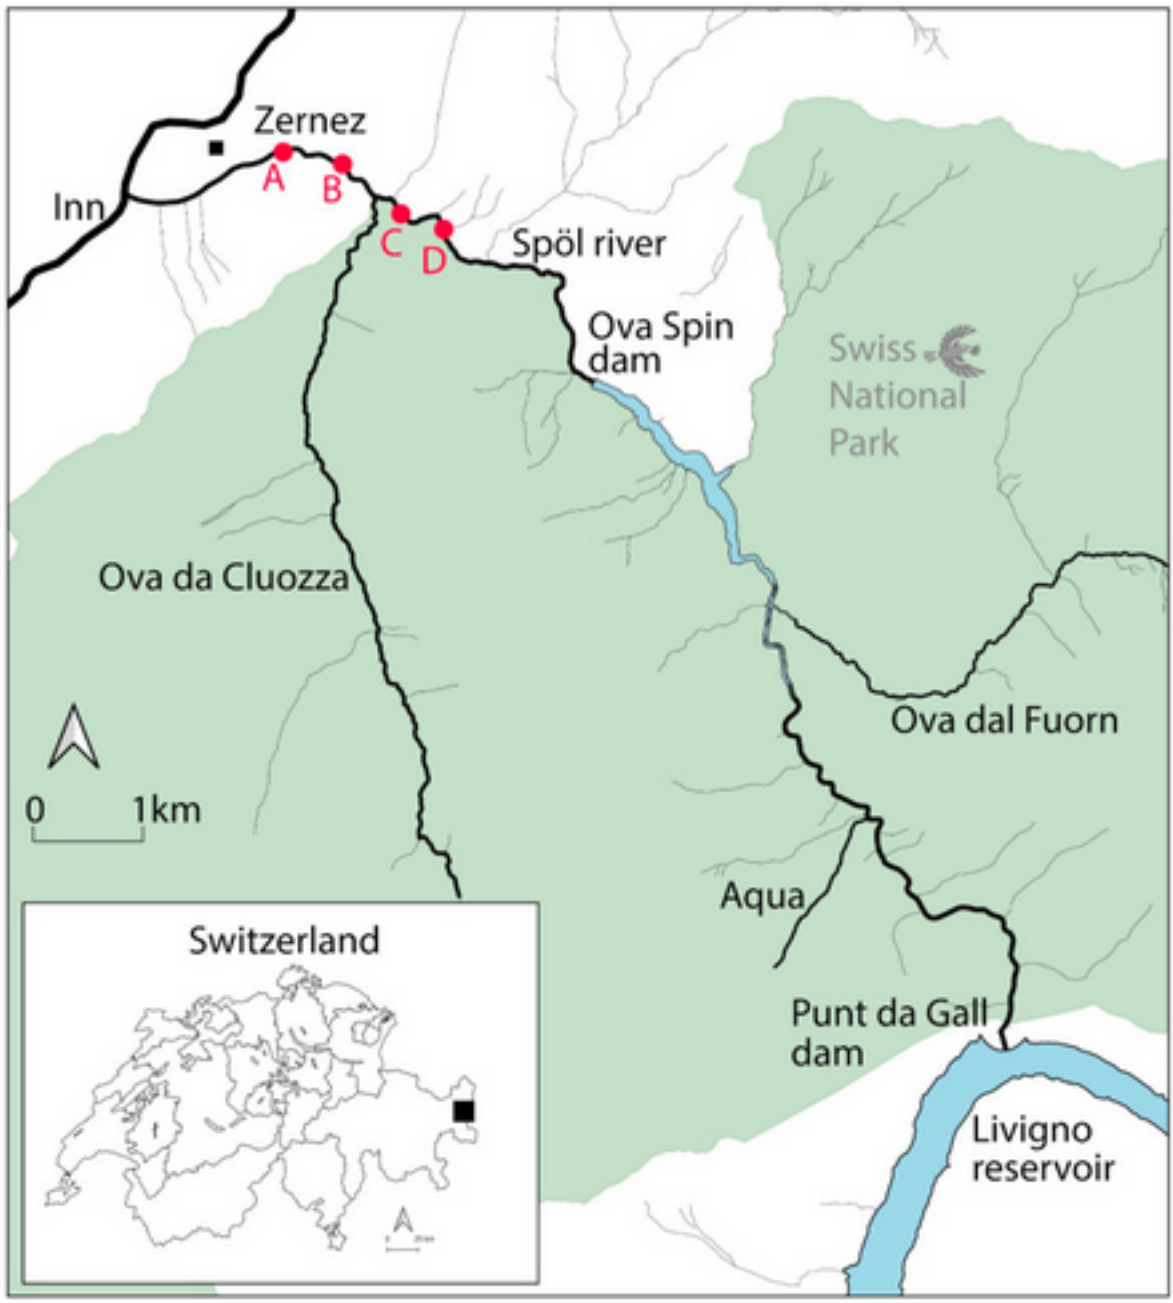 Zernez
A
B
Inn
C
D
Spöl river
Ova Spin
dam
Swiss
National
Park
Ova da Cluozza
Ova dal Fuorn
0
1km
Aqua
Switzerland
Punt da Gall
dam
Livigno
reservoir